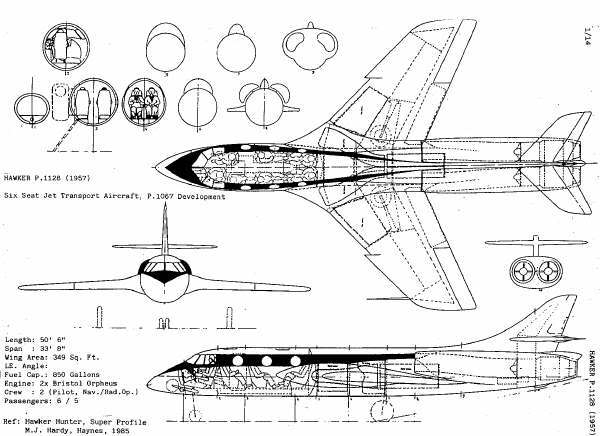 1/14
HAWKER P.1128 (1957)
Six Seat Jet Transport Aircraft, P.1067 Development
Length: 50' 6"
Span : 33' 8"
Wing Area: 349 Sq. Ft.
LE. Angle:
Fuel Cap.: 850 Gallons
Engine: 2x Bristol Orpheus
Crew : 2 (Pilot, Nav./Rad.Op.)
Passengers: 6 / 5
Ref: Hawker Hunter, Super Profile
M.J. Hardy, Haynes, 1985
HAWKER P.1128 (1957)